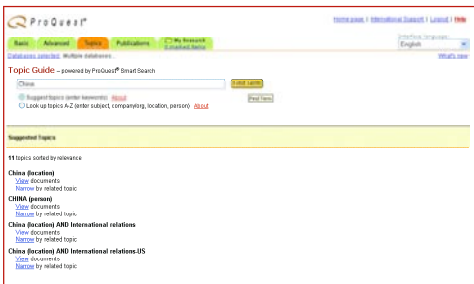 ProQuest®
Home page | International Support | Logout | Help
Interface language:
English
Basic Advanced Topics Publications My Research
0 marked items
Databases selected: Multiple databases...
What's new
Topic Guide – powered by ProQuest® Smart Search
China
Suggest topics (enter keywords) About
Find Term
Look up topics A-Z (enter subject, company/org, location, person) About
Suggested Topics
11 topics sorted by relevance
China (location)
View documents
Narrow by related topic
CHINA (person)
View documents
Narrow by related topic
China (location) AND International relations
View documents
Narrow by related topic
China (location) AND International relations-US
View documents
Narrow by related topic